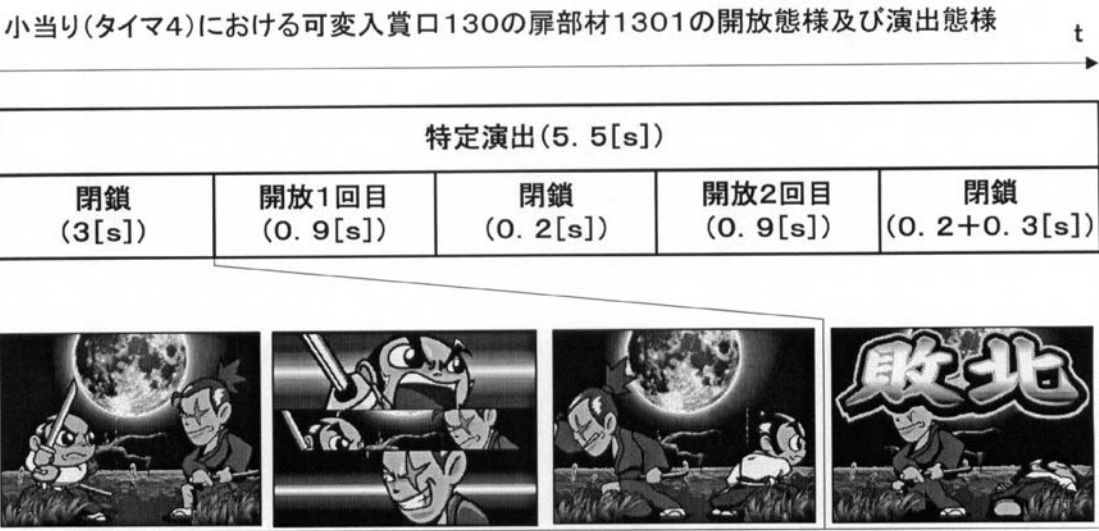 小当り(タイマ4)における可変入賞口130の扉部材1301の開放態様及び演出態様
t
特定演出(5.5[s])
閉鎖
(3[s])
開放1回目
(0.9[s])
閉鎖
(0.2[s])
開放2回目
(0.9[s])
閉鎖
(0.2+0.3[s])
敗北